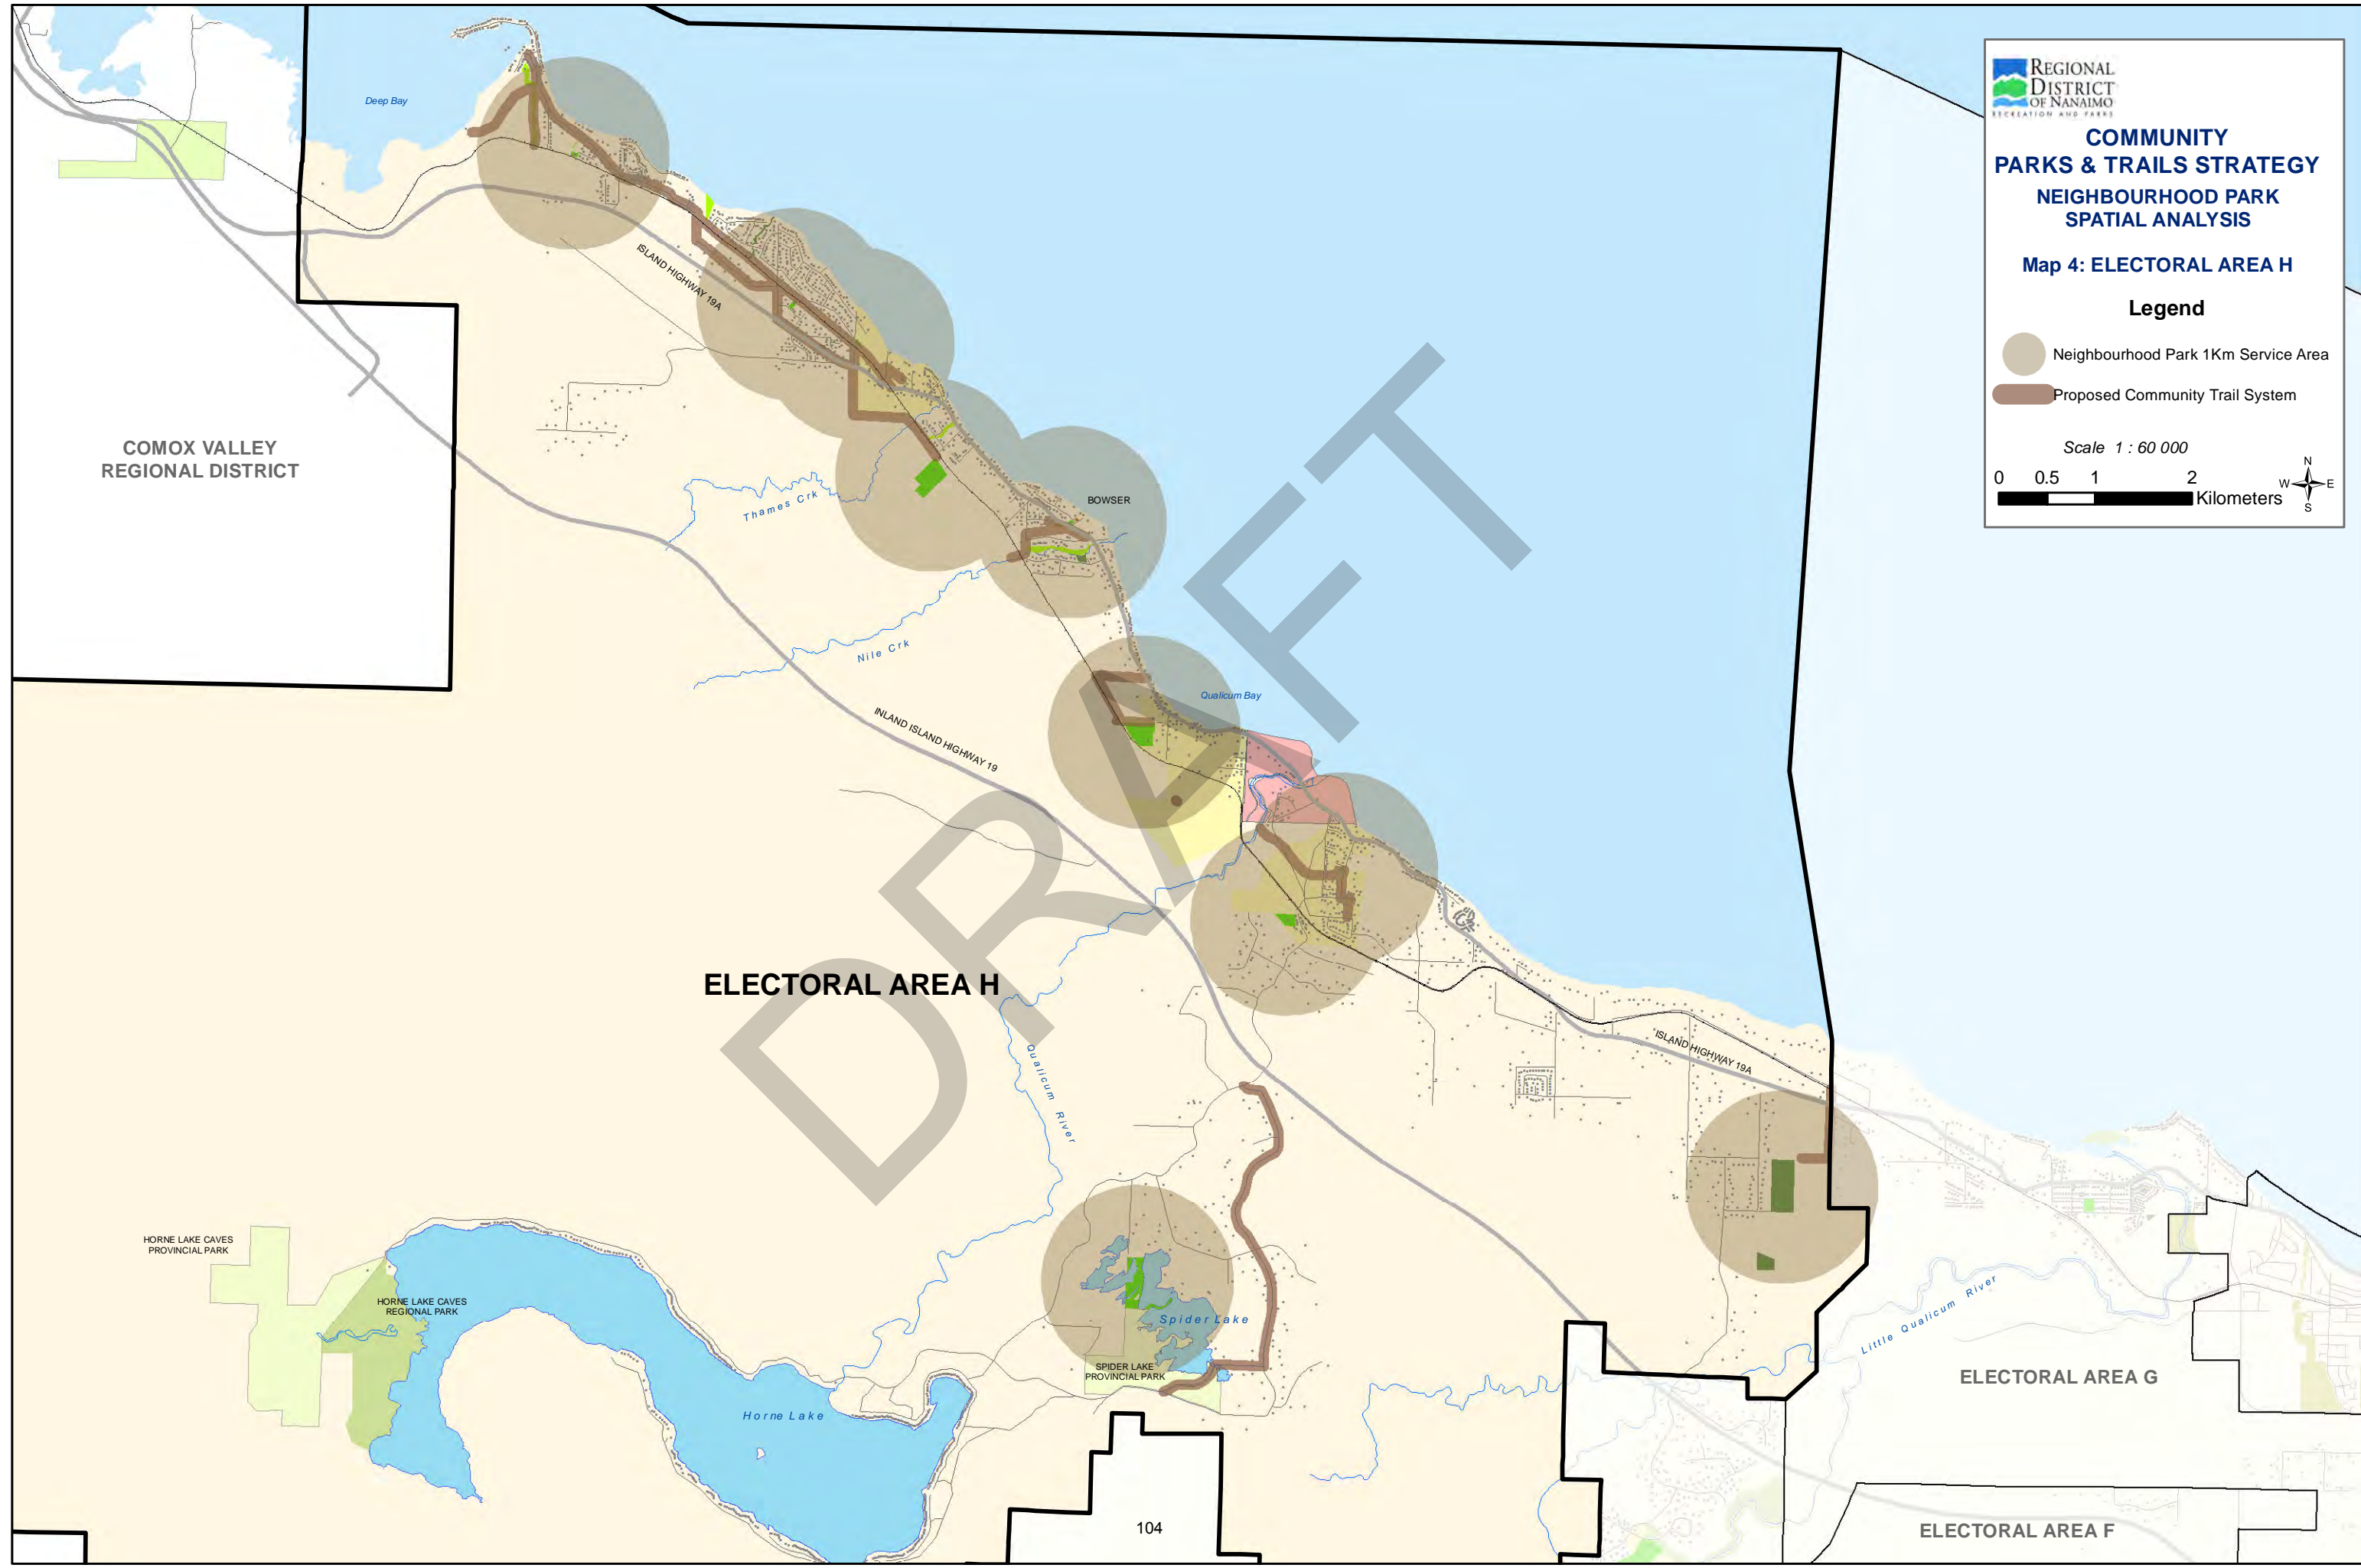 REGIONAL
DISTRICT
OF NANAIMO
RECREATION AND PARKS
COMMUNITY
PARKS & TRAILS STRATEGY
NEIGHBOURHOOD PARK
SPATIAL ANALYSIS
Map 4: ELECTORAL AREA H
Legend
Neighbourhood Park 1Km Service Area
Proposed Community Trail System
Scale 1 : 60 000
0 0.5 1 2
Kilometers
N
W E
S
Deep Bay
ISLAND HIGHWAY 19A
COMOX VALLEY
REGIONAL DISTRICT
Thames Crk
BOWSER
Nile Crk
Qualicum Bay
INLAND ISLAND HIGHWAY 19
DRAFT
ELECTORAL AREA H
Qualicum River
ISLAND HIGHWAY 19A
HORNE LAKE CAVES
PROVINCIAL PARK
HORNE LAKE CAVES
REGIONAL PARK
Spider Lake
SPIDER LAKE
PROVINCIAL PARK
Little Qualicum River
ELECTORAL AREA G
Horne Lake
104
ELECTORAL AREA F